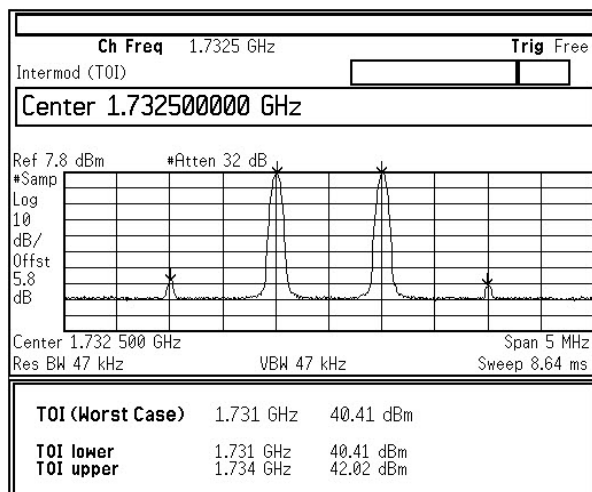 Ch Freq 1.7325 GHz Trig Free
Intermod (TOI)
Center 1.732500000 GHz
Ref 7.8 dBm #Atten 32 dB
#Samp
Log
10
dB/
Offst
5.8
dB
Center 1.732 500 GHz Span 5 MHz
Res BW 47 kHz VBW 47 kHz Sweep 8.64 ms
TOI (Worst Case) 1.731 GHz 40.41 dBm
TOI lower 1.731 GHz 40.41 dBm
TOI upper 1.734 GHz 42.02 dBm